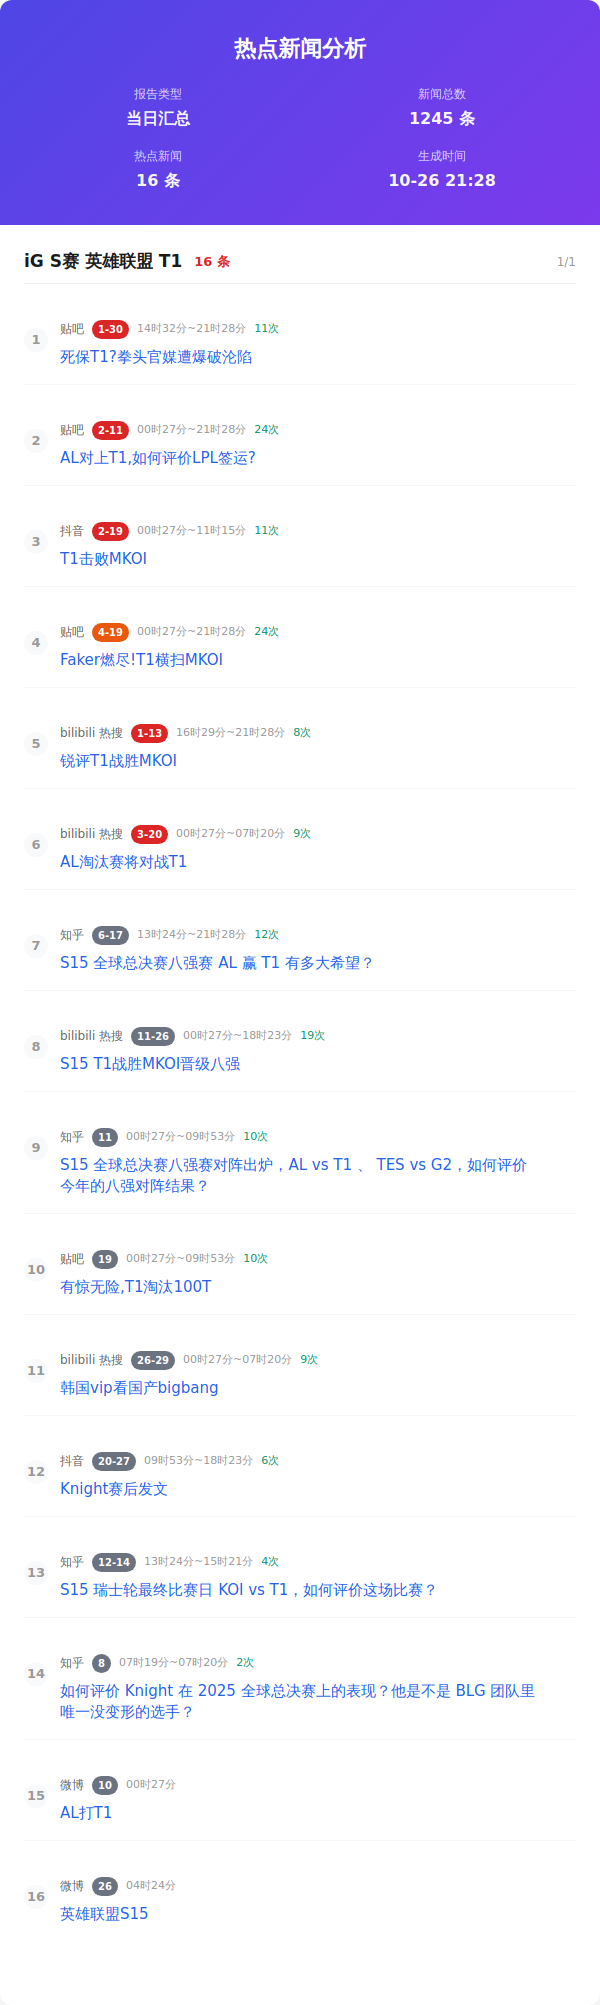 热点新闻分析
报告类型
新闻总数
当日汇总
1245 条
热点新闻
生成时间
16 条
10-26 21:28
iG S赛 英雄联盟 T1 16 条 1/1
1
贴吧 1-30 14时32分~21时28分 11次
死保T1?拳头官媒遭爆破沦陷
2
贴吧 2-11 00时27分~21时28分 24次
AL对上T1,如何评价LPL签运?
3
抖音 2-19 00时27分~11时15分 11次
T1击败MKOI
4
贴吧 4-19 00时27分~21时28分 24次
Faker燃尽!T1横扫MKOI
5
bilibili 热搜 1-13 16时29分~21时28分 8次
锐评T1战胜MKOI
6
bilibili 热搜 3-20 00时27分~07时20分 9次
AL淘汰赛将对战T1
7
知乎 6-17 13时24分~21时28分 12次
S15 全球总决赛八强赛 AL 赢 T1 有多大希望？
8
bilibili 热搜 11-26 00时27分~18时23分 19次
S15 T1战胜MKOI晋级八强
9
知乎 11 00时27分~09时53分 10次
S15 全球总决赛八强赛对阵出炉，AL vs T1 、 TES vs G2，如何评价
今年的八强对阵结果？
10
贴吧 19 00时27分~09时53分 10次
有惊无险,T1淘汰100T
11
bilibili 热搜 26-29 00时27分~07时20分 9次
韩国vip看国产bigbang
12
抖音 20-27 09时53分~18时23分 6次
Knight赛后发文
13
知乎 12-14 13时24分~15时21分 4次
S15 瑞士轮最终比赛日 KOI vs T1，如何评价这场比赛？
14
知乎 8 07时19分~07时20分 2次
如何评价 Knight 在 2025 全球总决赛上的表现？他是不是 BLG 团队里
唯一没变形的选手？
15
微博 10 00时27分
AL打T1
16
微博 26 04时24分
英雄联盟S15